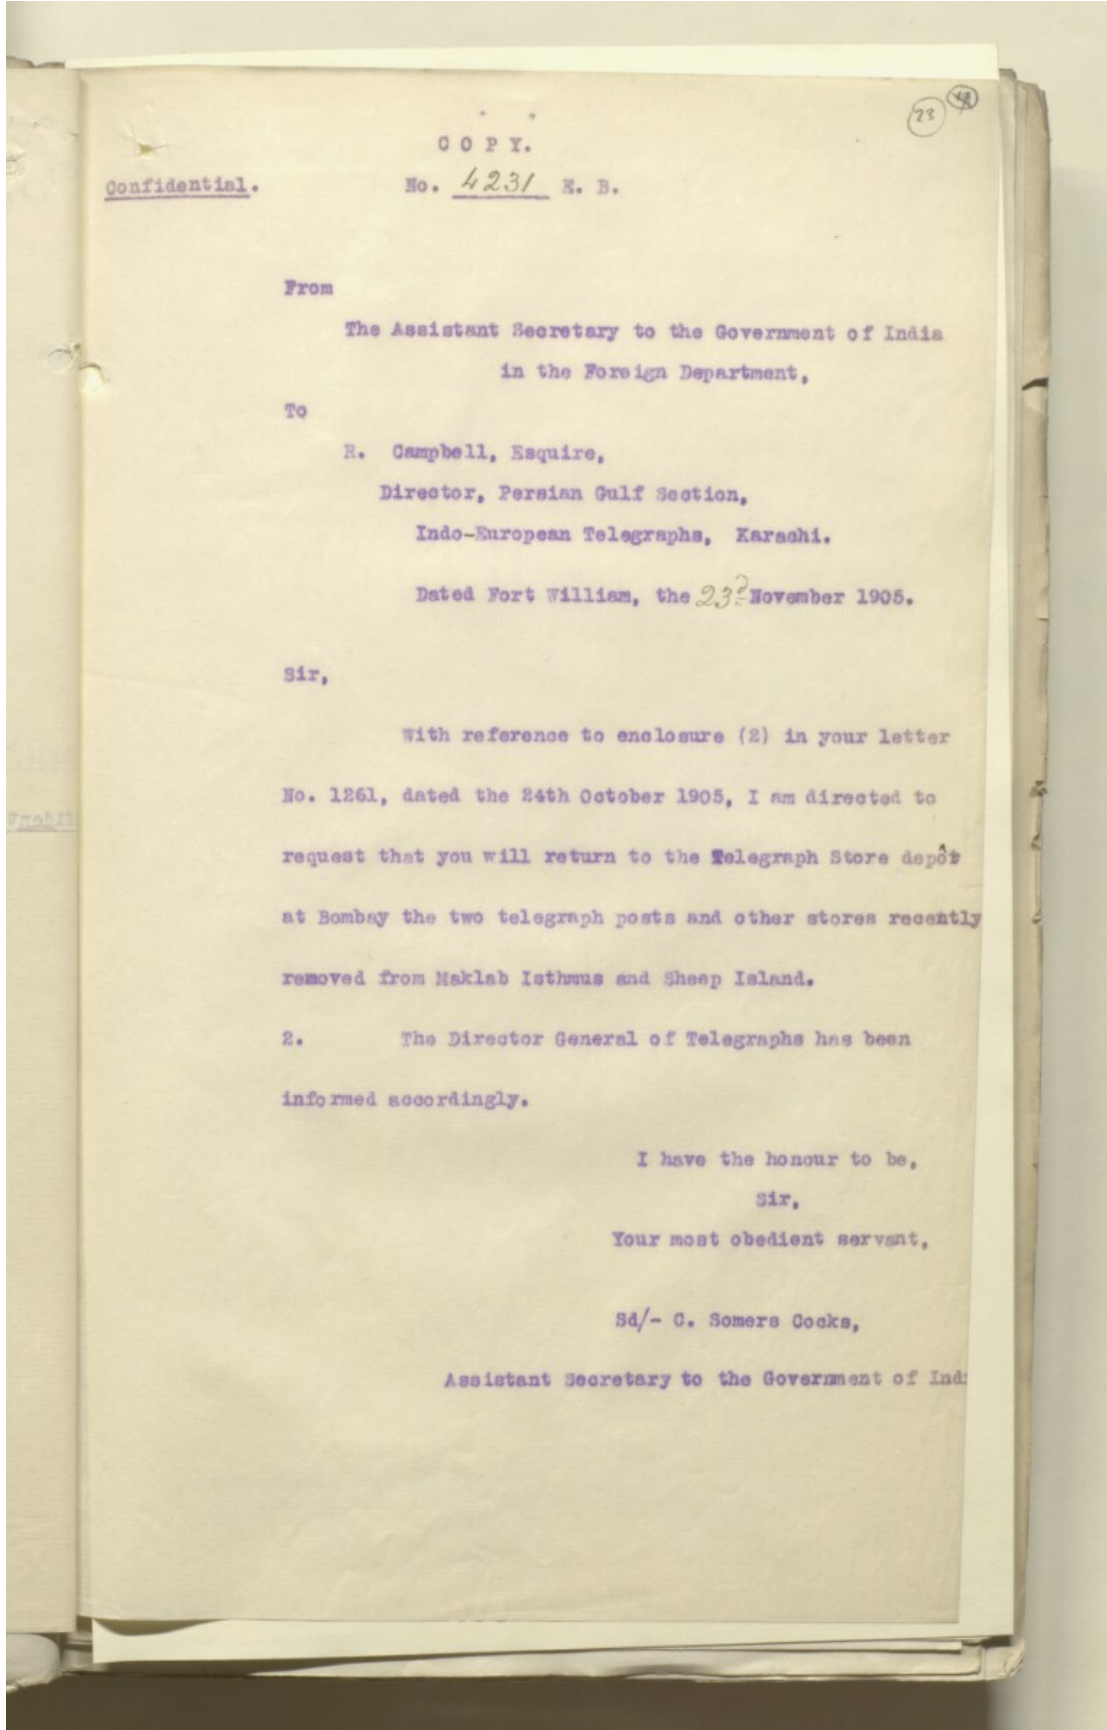 23
C O P Y.
Confidential.
No. 4231 E. B.
From
The Assistant Secretary to the Government of India
in the Foreign Department,
To
R. Campbell, Esquire,
Director, Persian Gulf Section,
Indo-European Telegraphs, Karachi.
Dated Fort William, the 23d November 1905.
Sir,
With reference to enclosure (2) in your letter
No. 1261, dated the 24th October 1905, I am directed to
request that you will return to the Telegraph Store depôt
at Bombay the two telegraph posts and other stores recently
removed from Maklab Isthmus and Sheep Island.
2. The Director General of Telegraphs has been
informed accordingly.
I have the honour to be,
Sir,
Your most obedient servant,
Sd/- C. Somers Cocks,
Assistant Secretary to the Government of Indi